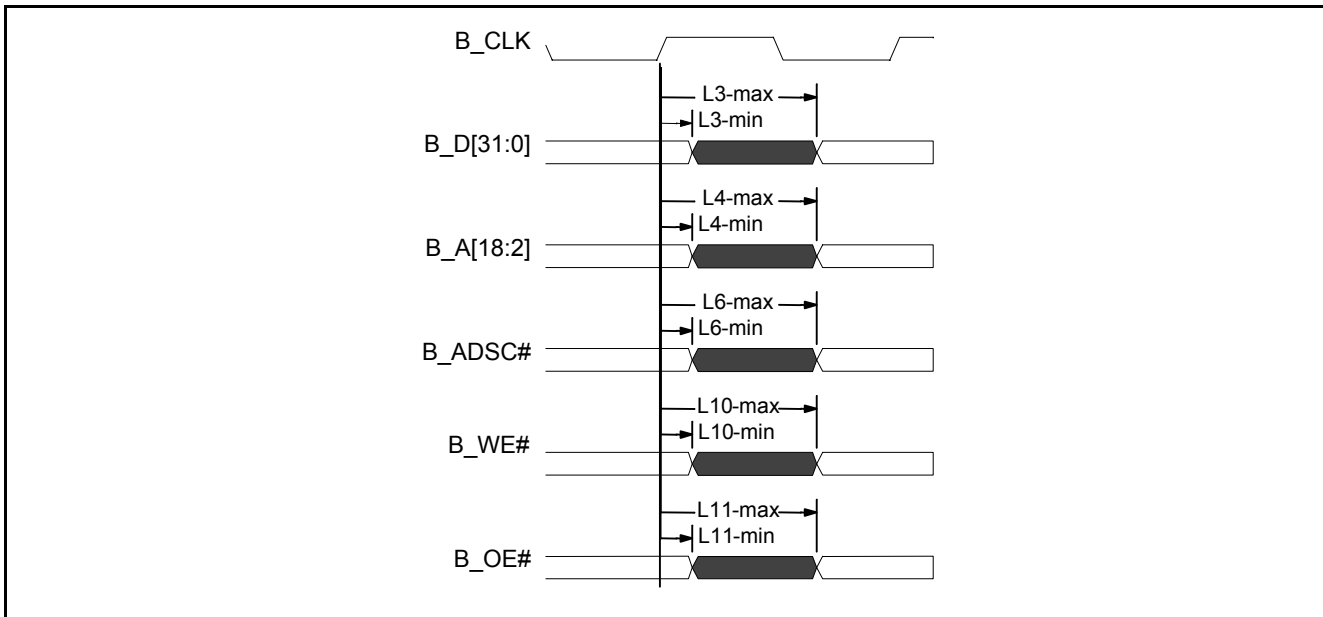 B_CLK
L3-max
L3-min
B_D[31:0]
L4-max
L4-min
B_A[18:2]
L6-max
L6-min
B_ADSC#
L10-max
L10-min
B_WE#
L11-max
L11-min
B_OE#